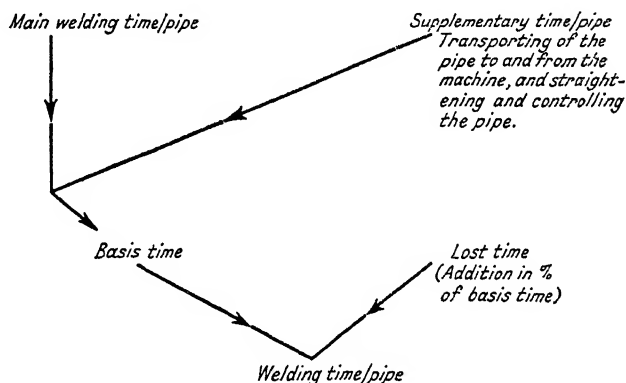 Main welding time/pipe
Supplementary time/pipe
Transporting of the
pipe to and from the
machine, and straight-
ening and controlling
the pipe.
Basis time
Lost time
(Addition in %
of basis time)
Welding time/pipe